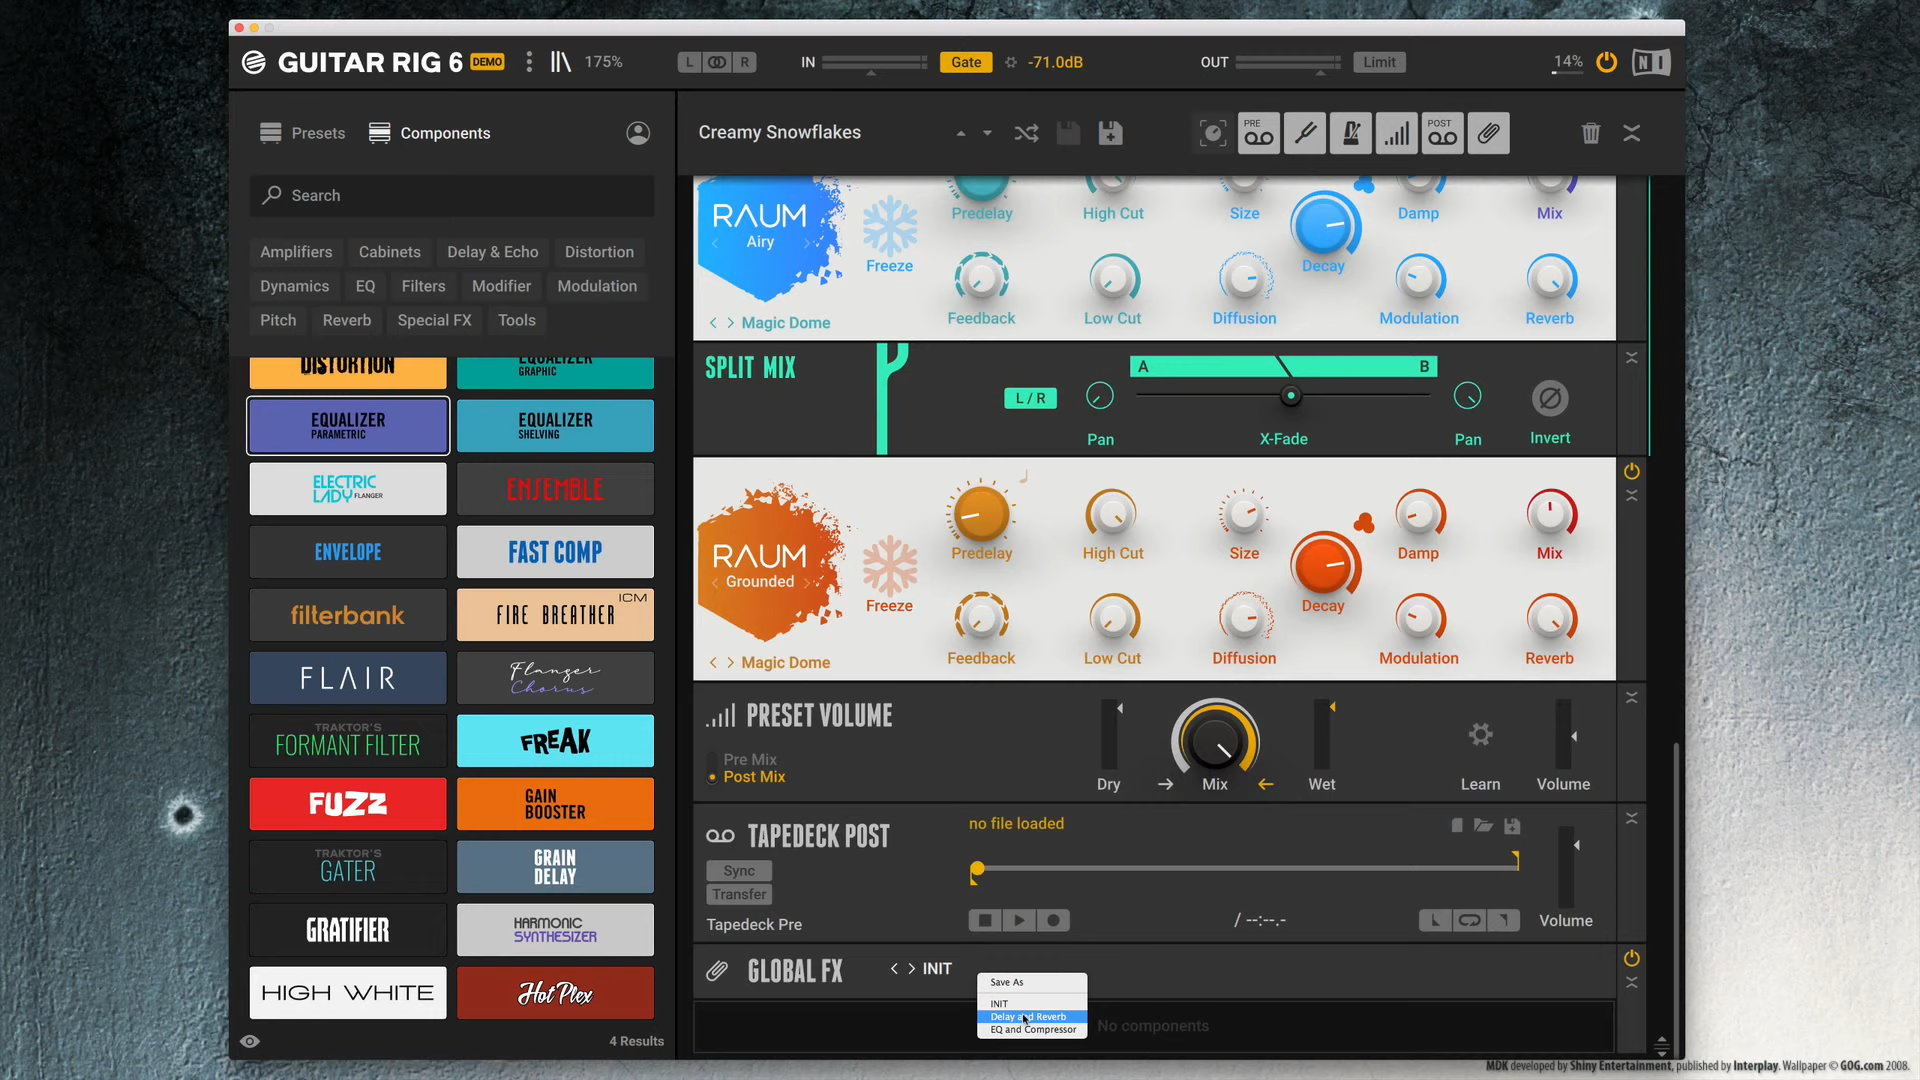 GUITAR RIG 6 DEMO
175%
L R
IN
Gate
-71.0dB
OUT
Limit
14%
NI
Presets
Components
Creamy Snowflakes
PRE
POST
Search
Amplifiers
Cabinets
Delay & Echo
Distortion
Dynamics
EQ
Filters
Modifier
Modulation
Pitch
Reverb
Special FX
Tools
DISTORTION
EQUALIZER
GRAPHIC
EQUALIZER
PARAMETRIC
EQUALIZER
SHELVING
ELECTRIC
LADY FLANGER
ENSEMBLE
ENVELOPE
FAST COMP
filterbank
FIRE BREATHER ICM
FLAIR
Flanger
Chorus
TRAKTOR'S
FORMANT FILTER
FREAK
FUZZ
GAIN
BOOSTER
TRAKTOR'S
GATER
GRAIN
DELAY
GRATIFIER
HARMONIC
SYNTHESIZER
HIGH WHITE
Hot Plex
4 Results
RAUM
Airy
Freeze
Magic Dome
Predelay
High Cut
Size
Decay
Damp
Mix
Feedback
Low Cut
Diffusion
Modulation
Reverb
SPLIT MIX
L / R
A
B
Pan
X-Fade
Pan
Invert
RAUM
Grounded
Freeze
Magic Dome
Predelay
High Cut
Size
Decay
Damp
Mix
Feedback
Low Cut
Diffusion
Modulation
Reverb
PRESET VOLUME
Pre Mix
Post Mix
Dry
Mix
Wet
Learn
Volume
TAPEDECK POST
no file loaded
Sync
Transfer
Tapedeck Pre
/ --:--.-
Volume
GLOBAL FX
< > INIT
Save As
INIT
Delay and Reverb
EQ and Compressor
No components
MDK developed by Shiny Entertainment, published by Interplay. Wallpaper © GOG.com 2008.